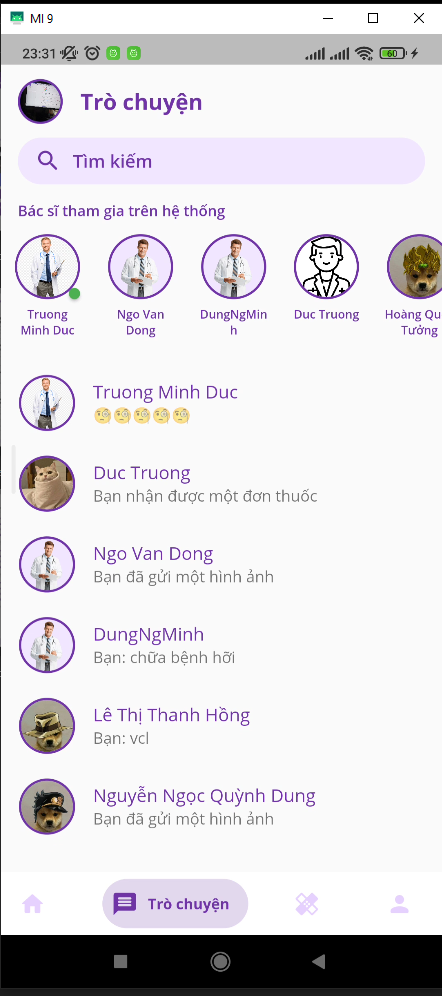 MI 9
23:31
60
Trò chuyện
Tìm kiếm
Bác sĩ tham gia trên hệ thống
Truong
Minh Duc
Ngo Van
Dong
DungNgMin
h
Duc Truong
Hoàng Qu
Tưởng
Truong Minh Duc
🧐🧐🧐🧐🧐
Duc Truong
Bạn nhận được một đơn thuốc
Ngo Van Dong
Bạn đã gửi một hình ảnh
DungNgMinh
Bạn: chữa bệnh hỡi
Lê Thị Thanh Hồng
Bạn: vcl
Nguyễn Ngọc Quỳnh Dung
Bạn đã gửi một hình ảnh
Trò chuyện